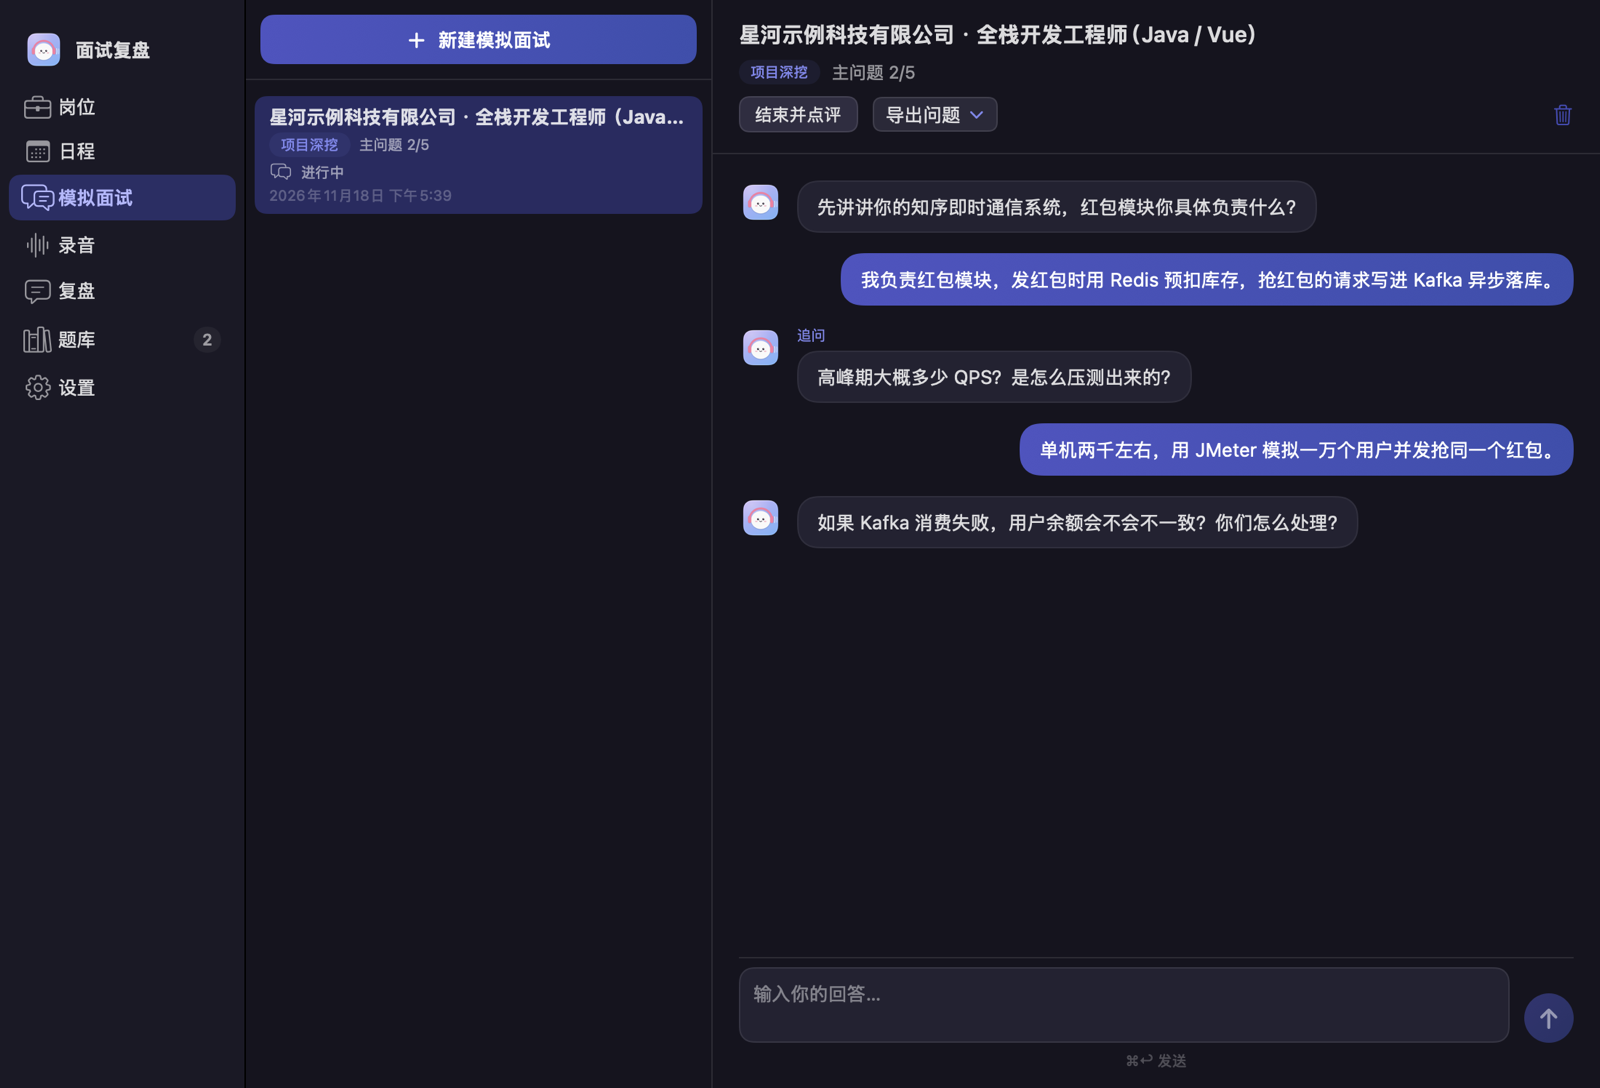 面试复盘
岗位
日程
模拟面试
录音
复盘
题库
2
设置
新建模拟面试
星河示例科技有限公司 · 全栈开发工程师（Java...
项目深挖 主问题 2/5
进行中
2026年11月18日 下午5:39
星河示例科技有限公司 · 全栈开发工程师（Java / Vue）
项目深挖 主问题 2/5
结束并点评
导出问题
先讲讲你的知序即时通信系统，红包模块你具体负责什么？
我负责红包模块，发红包时用 Redis 预扣库存，抢红包的请求写进 Kafka 异步落库。
追问
高峰期大概多少 QPS？是怎么压测出来的？
单机两千左右，用 JMeter 模拟一万个用户并发抢同一个红包。
如果 Kafka 消费失败，用户余额会不会不一致？你们怎么处理？
输入你的回答...
⌘↩ 发送